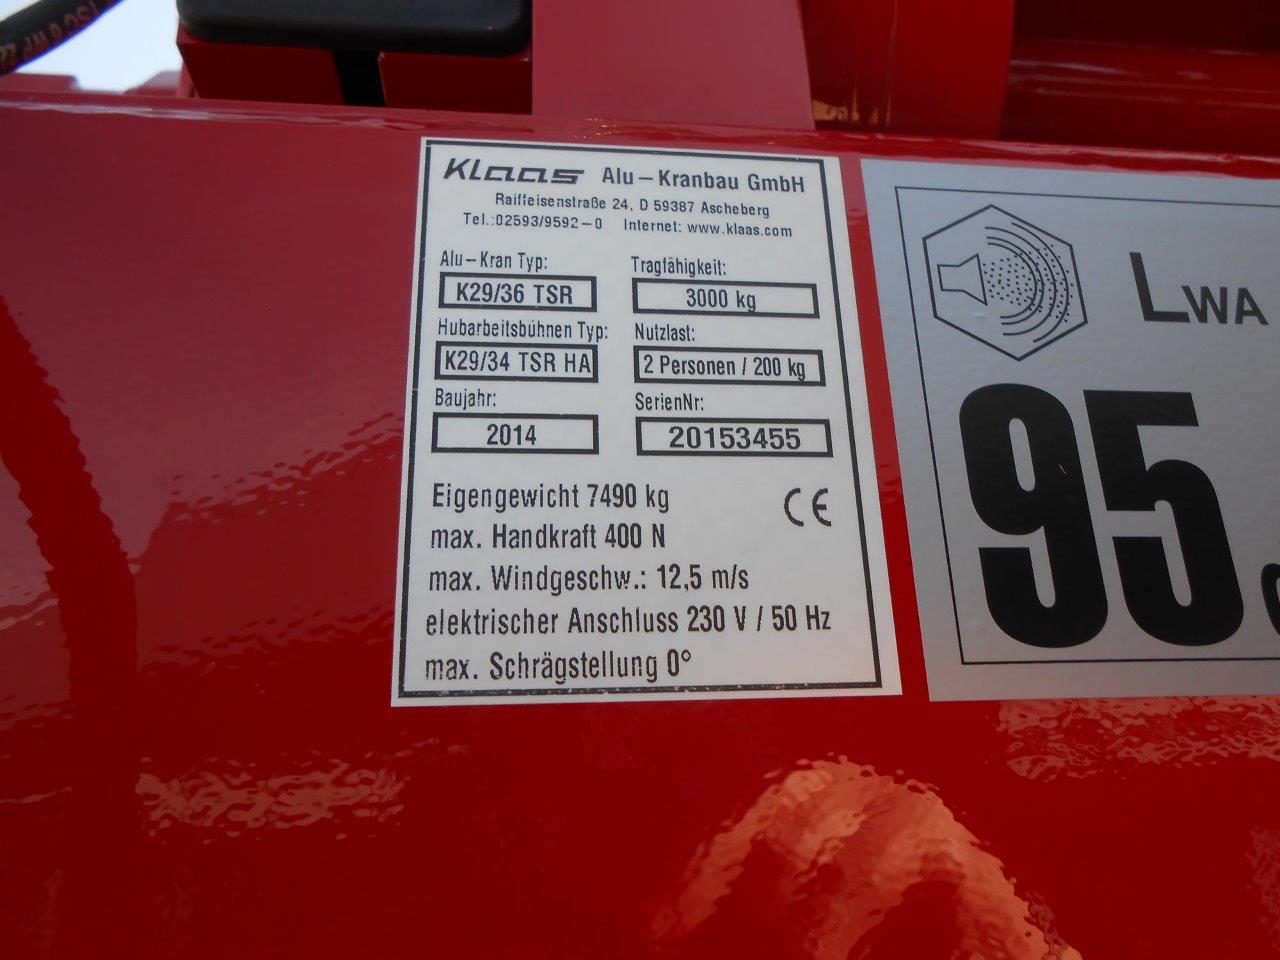 Klaas Alu-Kranbau GmbH
Raiffeisenstraße 24, D 59387 Ascheberg
Tel.:02593/9592-0 Internet: www.klaas.com
Alu-Kran Typ: Tragfähigkeit:
K29/36 TSR 3000 kg
Hubarbeitsbühnen Typ: Nutzlast:
K29/34 TSR HA 2 Personen / 200 kg
Baujahr: SerienNr:
2014 20153455
Eigengewicht 7490 kg CE
max. Handkraft 400 N
max. Windgeschw.: 12,5 m/s
elektrischer Anschluss 230 V / 50 Hz
max. Schrägstellung 0°
LWA
95